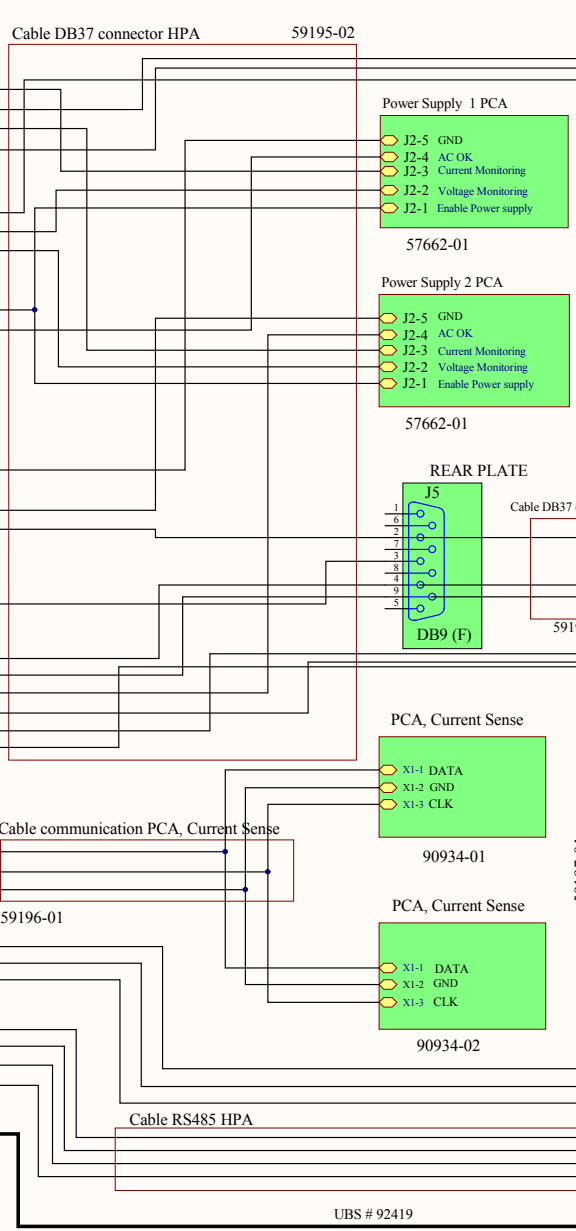 Cable DB37 connector HPA 59195-02
Power Supply 1 PCA
J2-5 GND
J2-4 AC OK
J2-3 Current Monitoring
J2-2 Voltage Monitoring
J2-1 Enable Power supply
57662-01
Power Supply 2 PCA
J2-5 GND
J2-4 AC OK
J2-3 Current Monitoring
J2-2 Voltage Monitoring
J2-1 Enable Power supply
57662-01
REAR PLATE
J5
Cable DB37
1
6
2
7
3
8
4
9
5
DB9 (F)
5919
PCA, Current Sense
X1-1 DATA
X1-2 GND
X1-3 CLK
90934-01
Cable communication PCA, Current Sense
59196-01
PCA, Current Sense
X1-1 DATA
X1-2 GND
X1-3 CLK
90934-02
Cable RS485 HPA
UBS # 92419